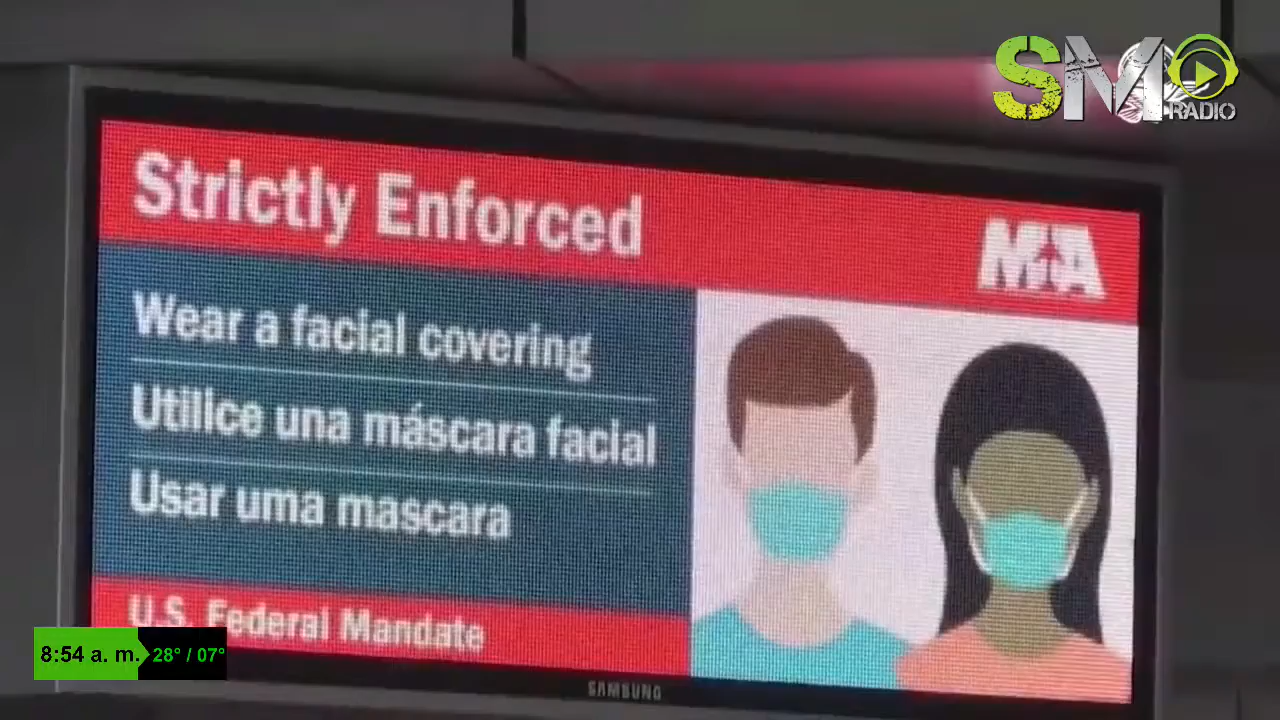 SM
RADIO
Strictly Enforced
MIA
Wear a facial covering
Utilice una máscara facial
Usar uma mascara
U.S. Federal Mandate
8:54 a. m. 28° / 07°
SAMSUNG